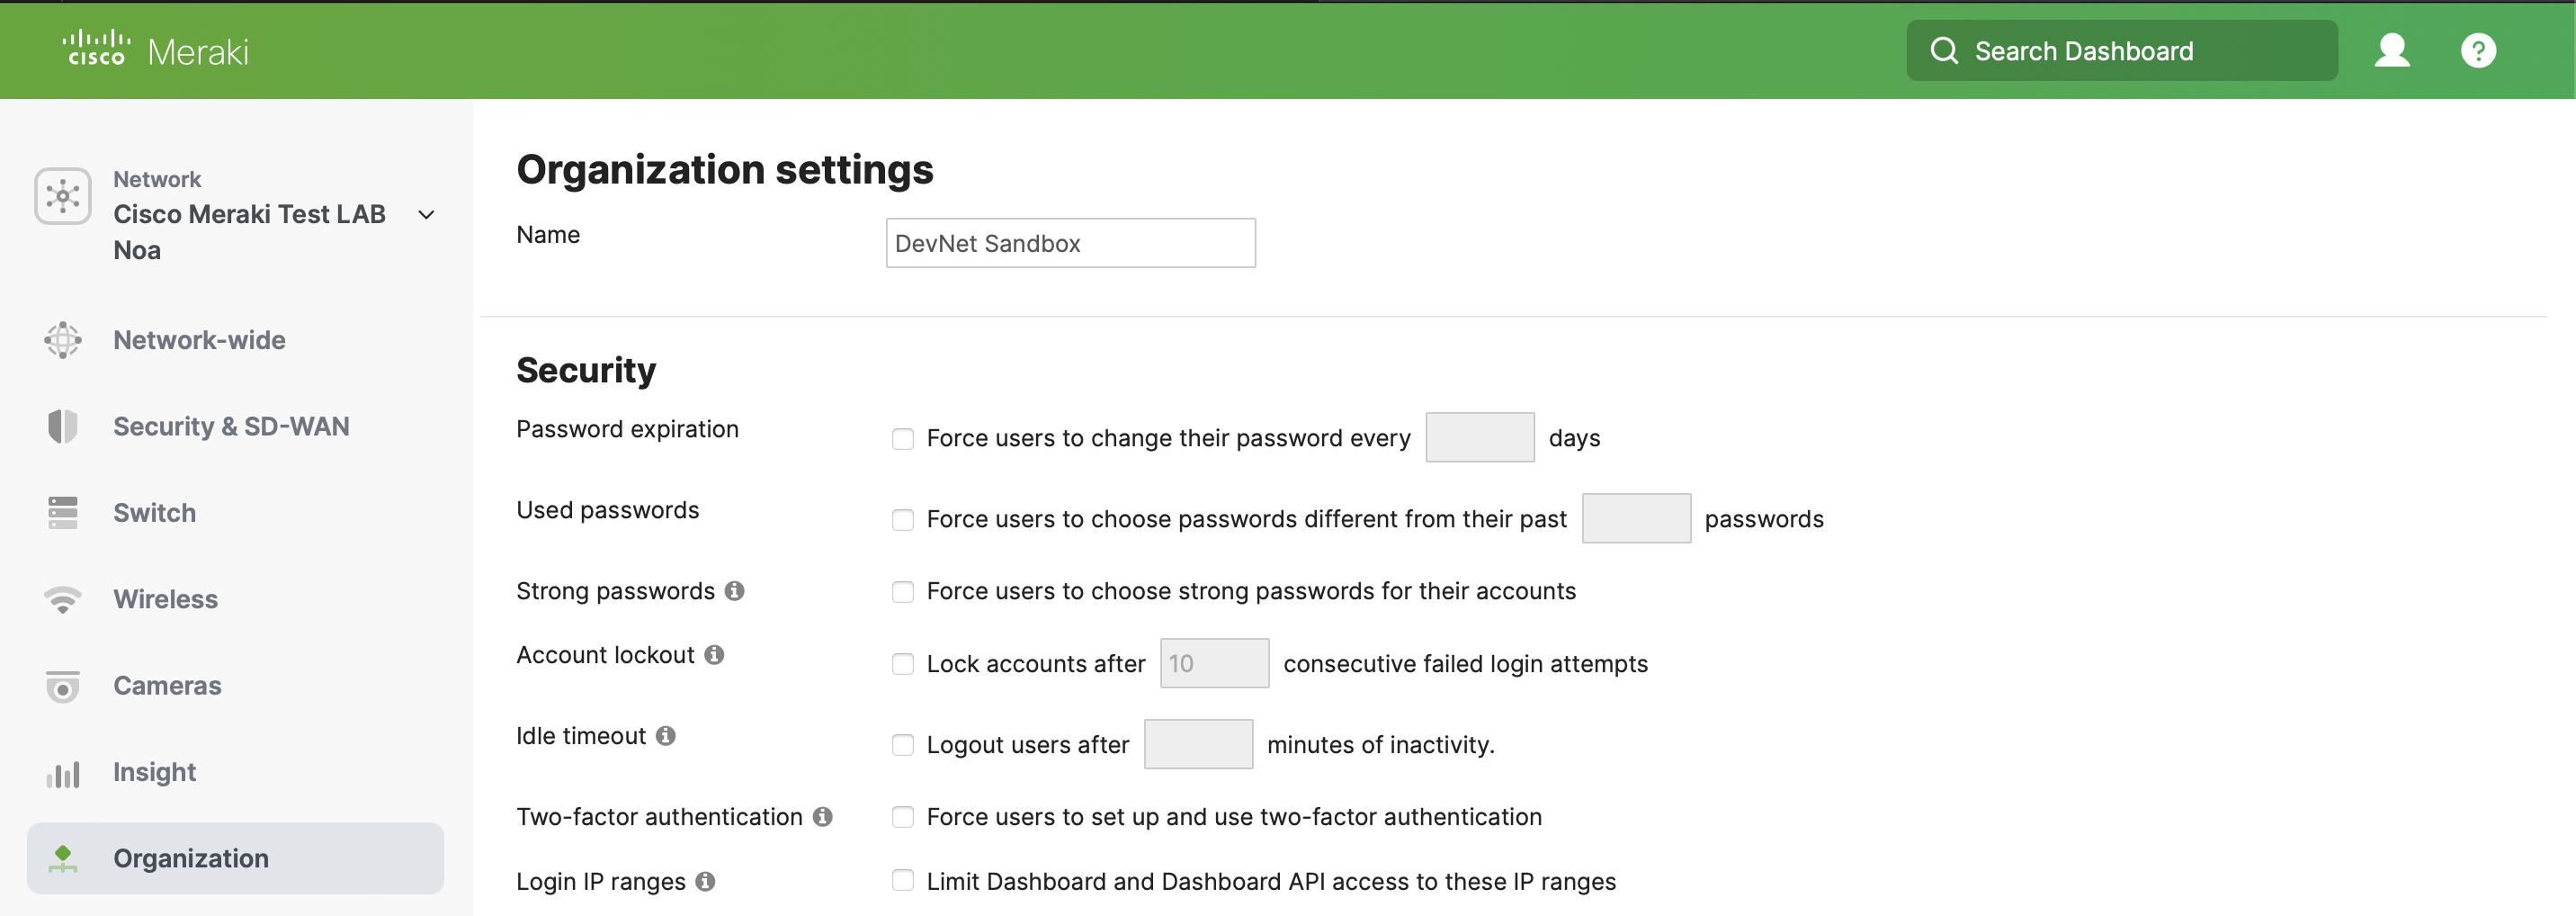 cisco Meraki
Search Dashboard
?
Network
Cisco Meraki Test LAB
Noa
Network-wide
Security & SD-WAN
Switch
Wireless
Cameras
Insight
Organization
Organization settings
Name DevNet Sandbox
Security
Password expiration Force users to change their password every days
Used passwords Force users to choose passwords different from their past passwords
Strong passwords i Force users to choose strong passwords for their accounts
Account lockout i Lock accounts after 10 consecutive failed login attempts
Idle timeout i Logout users after minutes of inactivity.
Two-factor authentication i Force users to set up and use two-factor authentication
Login IP ranges i Limit Dashboard and Dashboard API access to these IP ranges